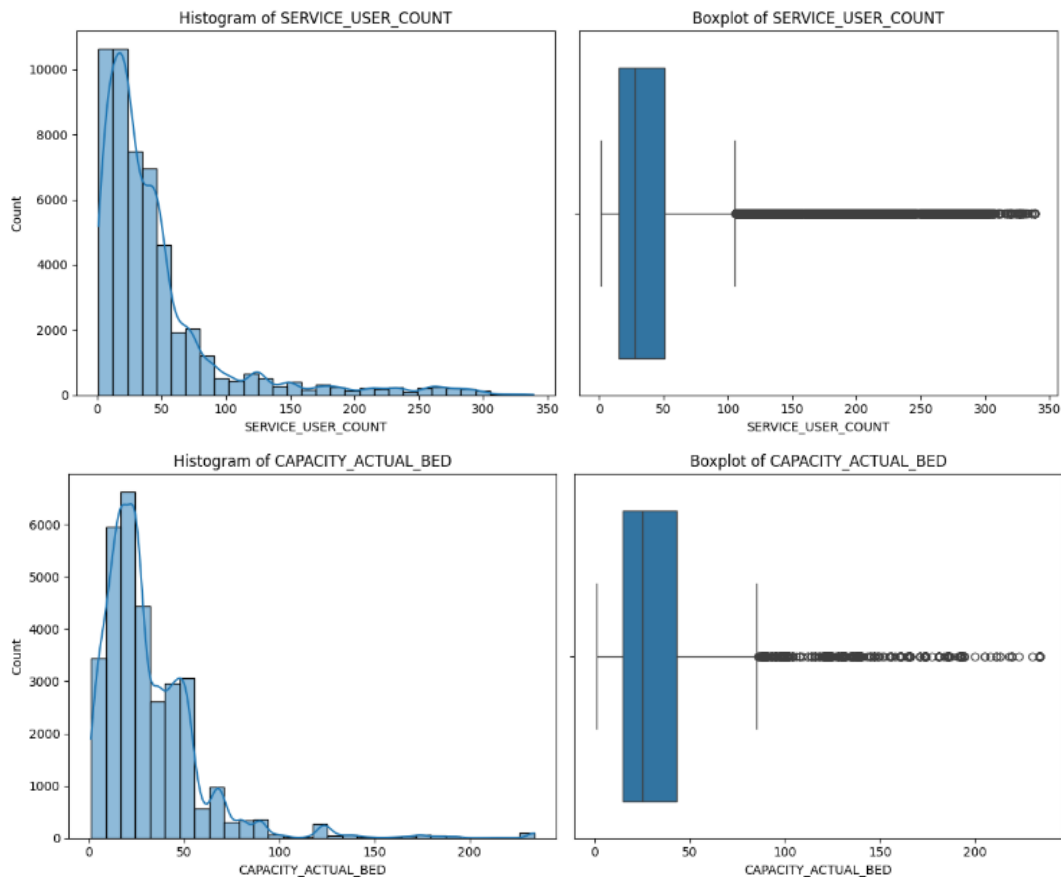 Histogram of SERVICE_USER_COUNT
10000
8000
6000
4000
2000
0
Count
0 50 100 150 200 250 300 350
SERVICE_USER_COUNT
Boxplot of SERVICE_USER_COUNT
0 50 100 150 200 250 300 350
SERVICE_USER_COUNT
Histogram of CAPACITY_ACTUAL_BED
6000
5000
4000
3000
2000
1000
0
Count
0 50 100 150 200
CAPACITY_ACTUAL_BED
Boxplot of CAPACITY_ACTUAL_BED
0 50 100 150 200
CAPACITY_ACTUAL_BED